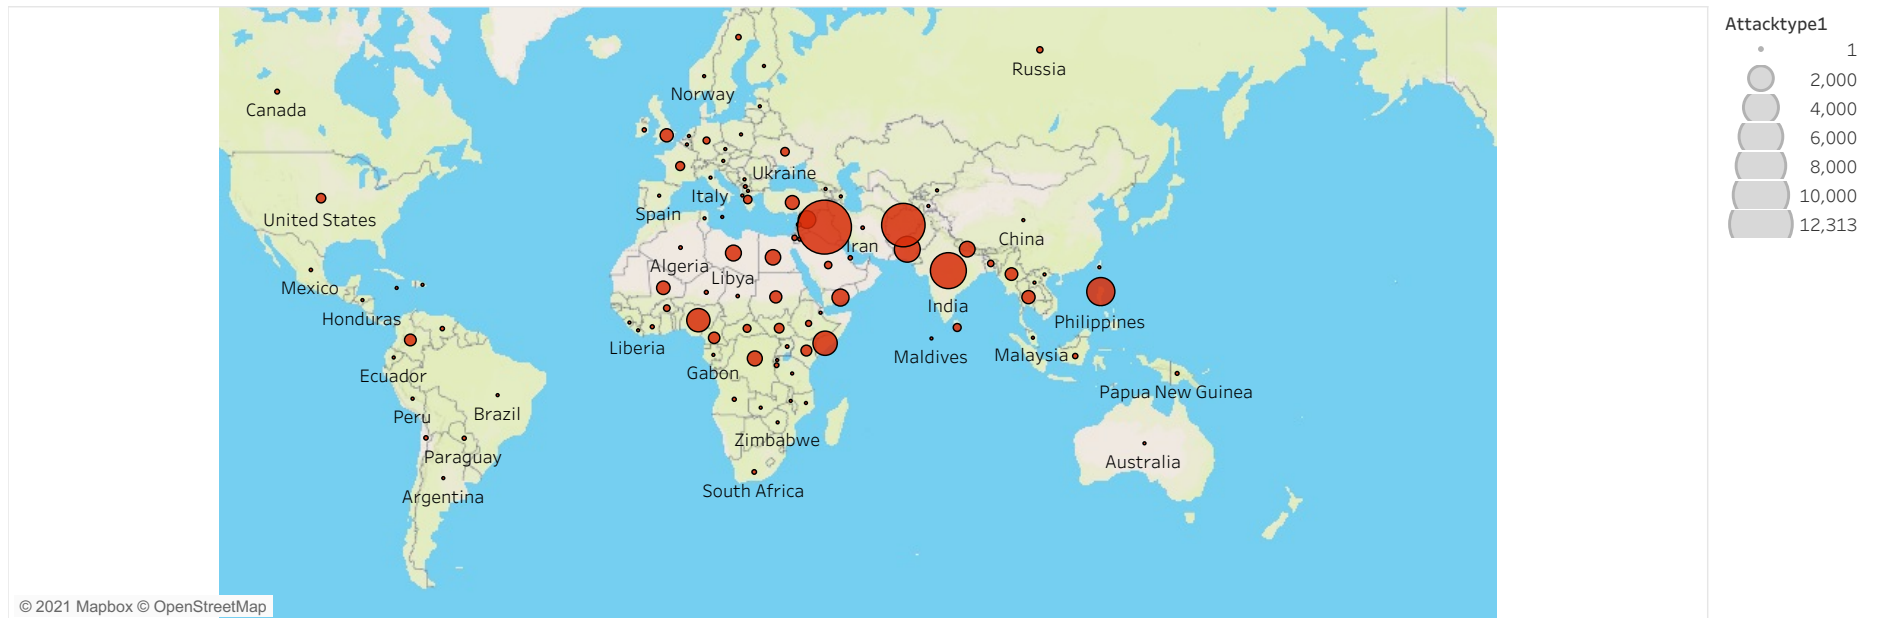 Attacktype1
1
2,000
4,000
6,000
8,000
10,000
12,313
Russia
Norway
Canada
Ukraine
Italy
Spain
United States
China
Iran
Algeria
Libya
Mexico
India
Honduras
Philippines
Liberia
Maldives
Malaysia
Gabon
Ecuador
Papua New Guinea
Peru
Brazil
Zimbabwe
Paraguay
Australia
Argentina
South Africa
© 2021 Mapbox © OpenStreetMap